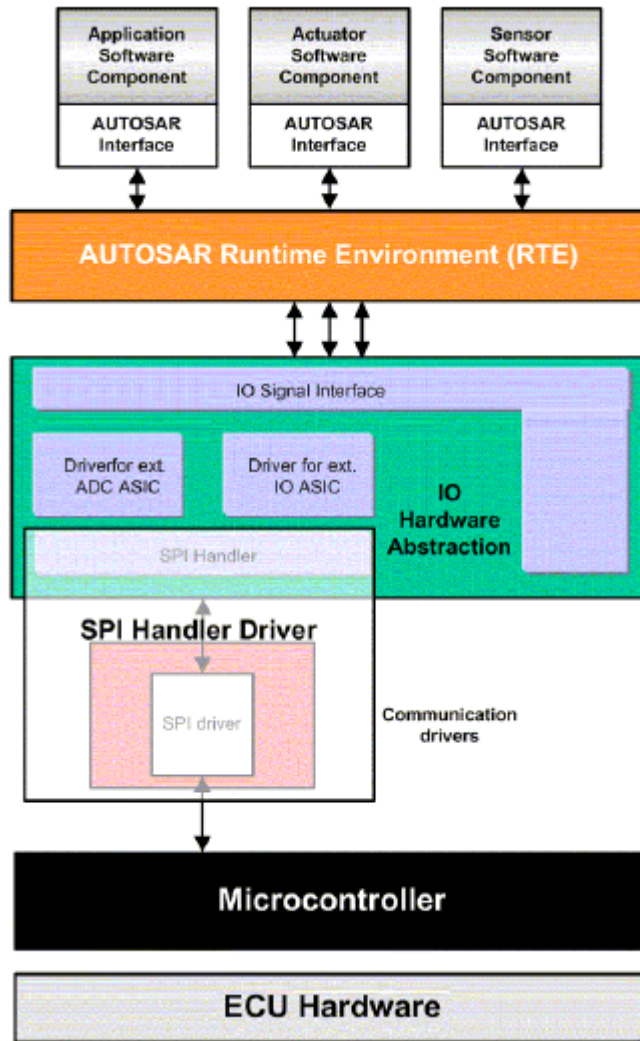 Application
Software
Component
AUTOSAR
Interface
Actuator
Software
Component
AUTOSAR
Interface
Sensor
Software
Component
AUTOSAR
Interface
AUTOSAR Runtime Environment (RTE)
IO Signal Interface
Driverfor ext.
ADC ASIC
Driver for ext.
IO ASIC
IO
Hardware
Abstraction
SPI Handler
SPI Handler Driver
SPI driver
Communication
drivers
Microcontroller
ECU Hardware